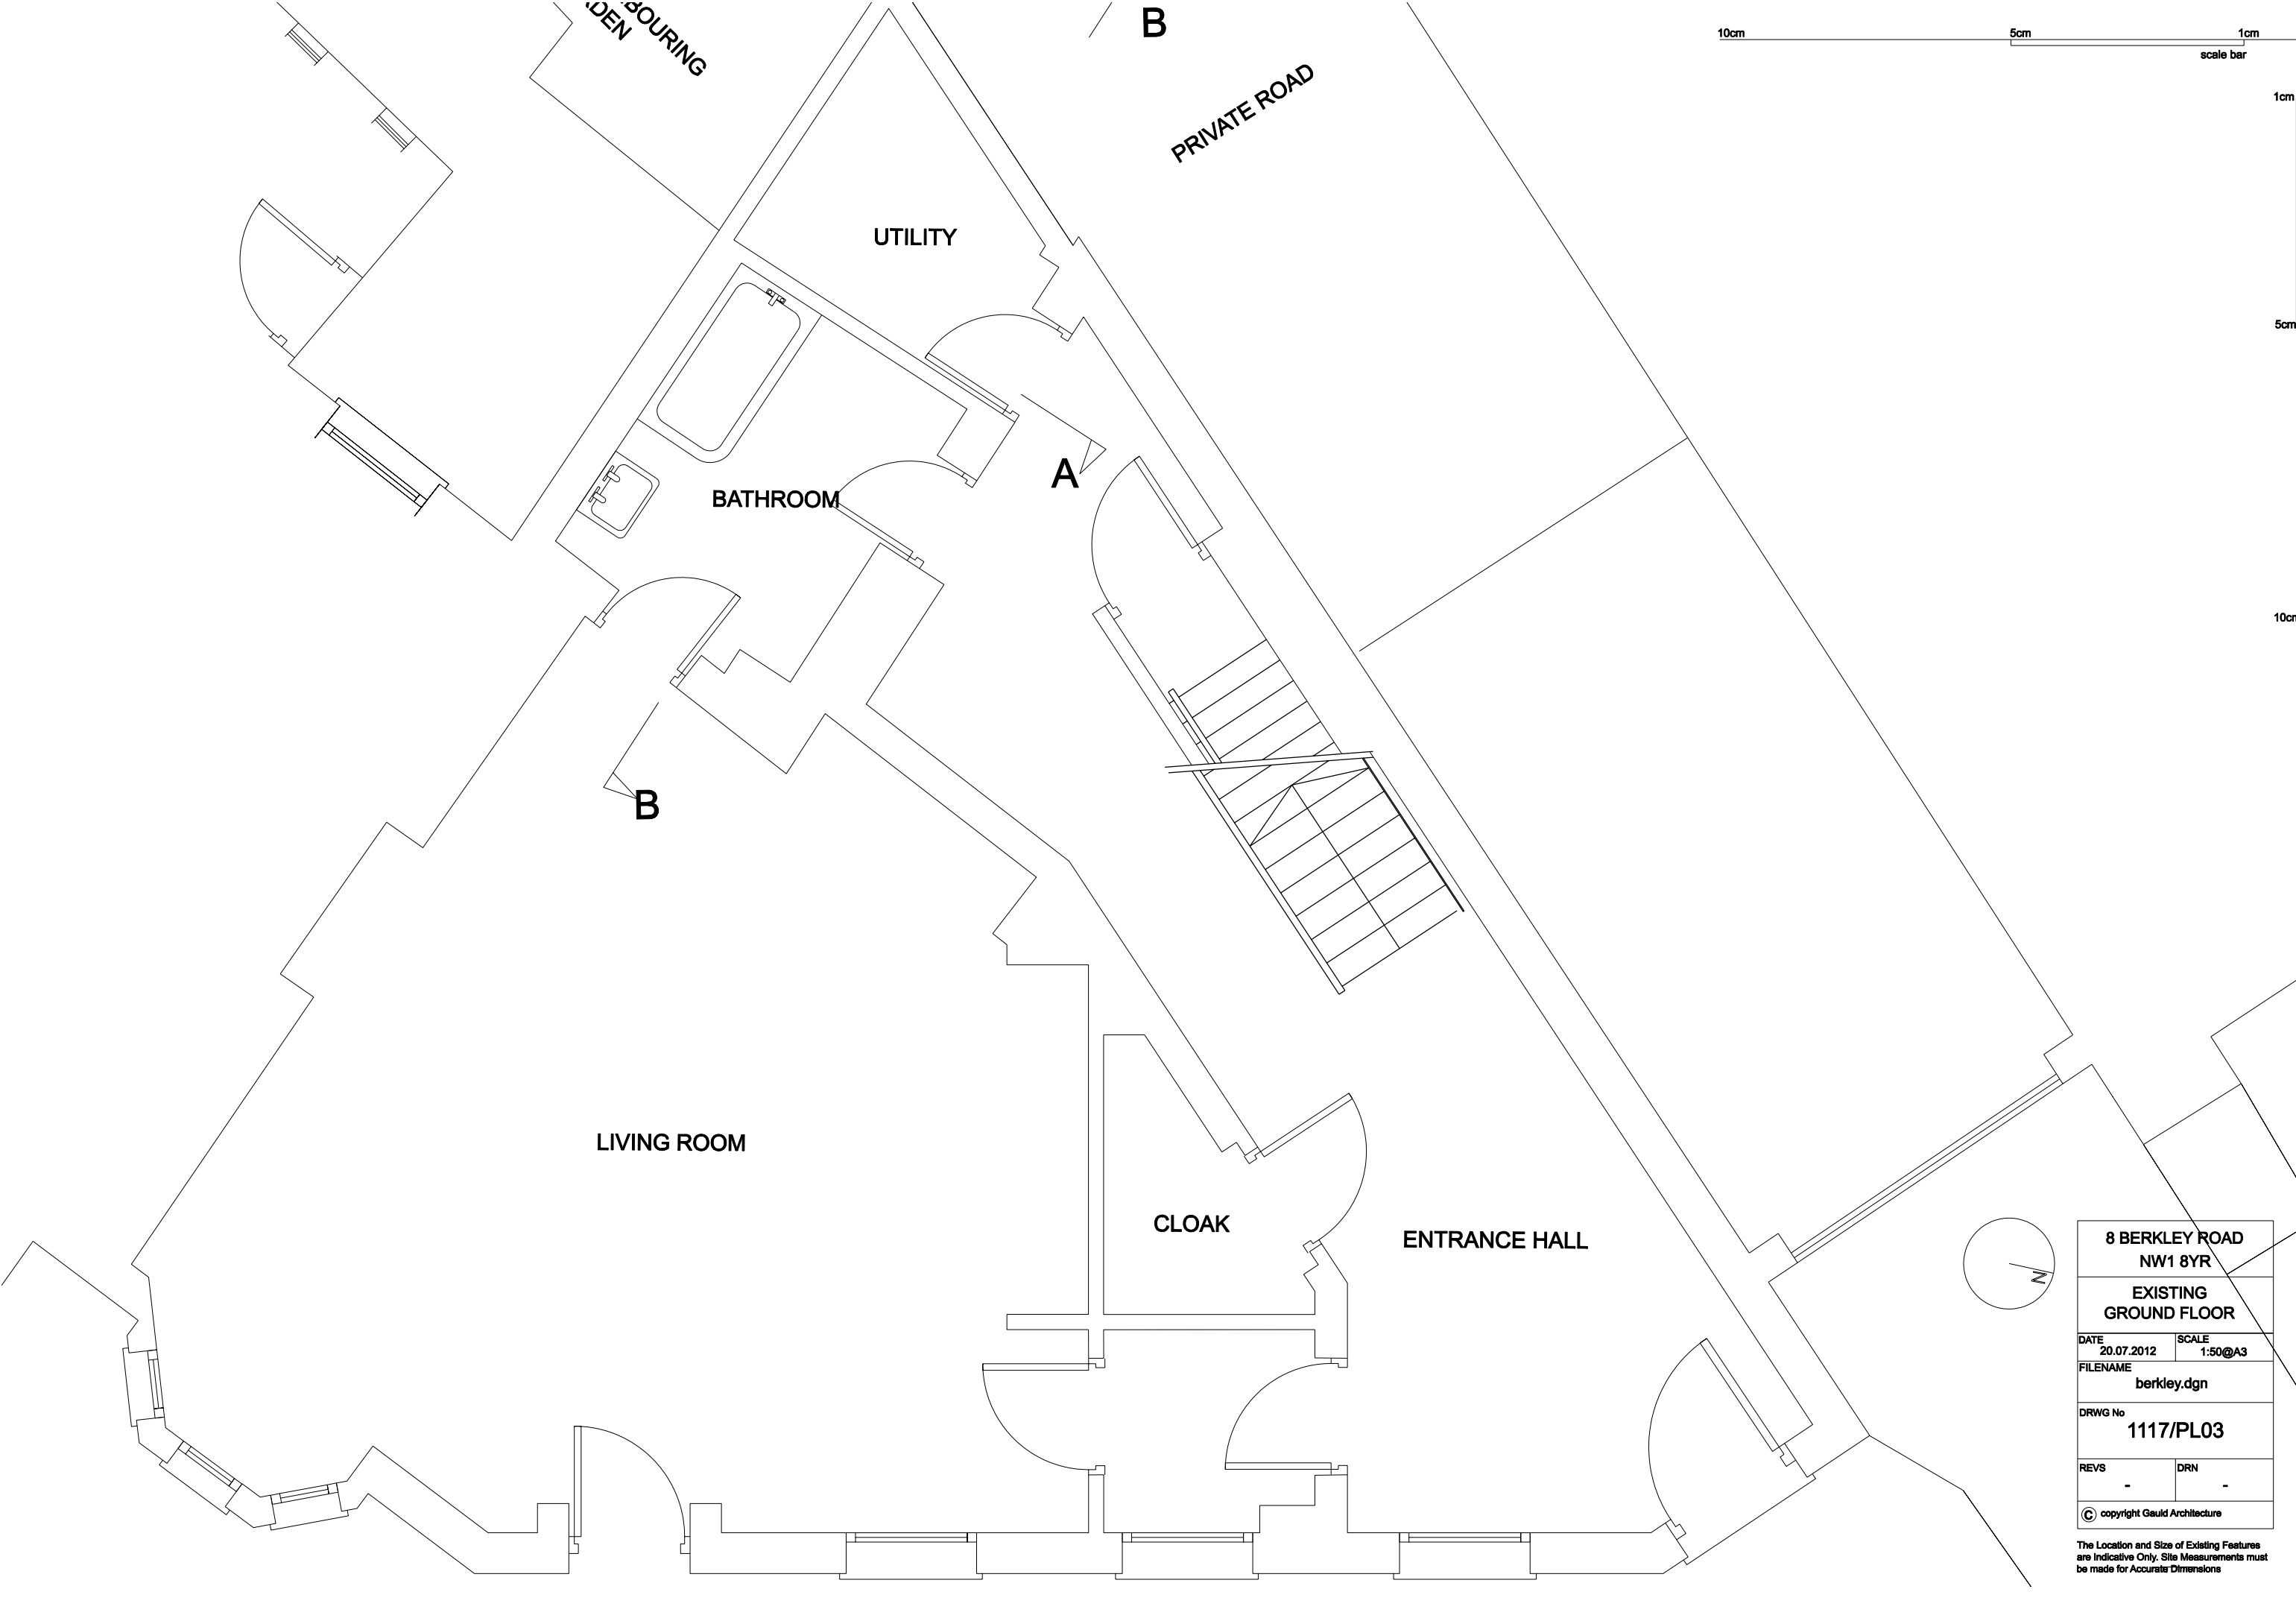 BOURING
DEN
B
10cm
5cm
1cm
scale bar
1cm
PRIVATE ROAD
UTILITY
5cm
A
BATHROOM
B
LIVING ROOM
CLOAK
ENTRANCE HALL
N
8 BERKLEY ROAD
NW1 8YR
EXISTING
GROUND FLOOR
DATE
20.07.2012
SCALE
1:50@A3
FILENAME
berkley.dgn
DRWG No
1117/PL03
REVS
-
DRN
-
© copyright Gauld Architecture
The Location and Size of Existing Features
are Indicative Only. Site Measurements must
be made for Accurate Dimensions